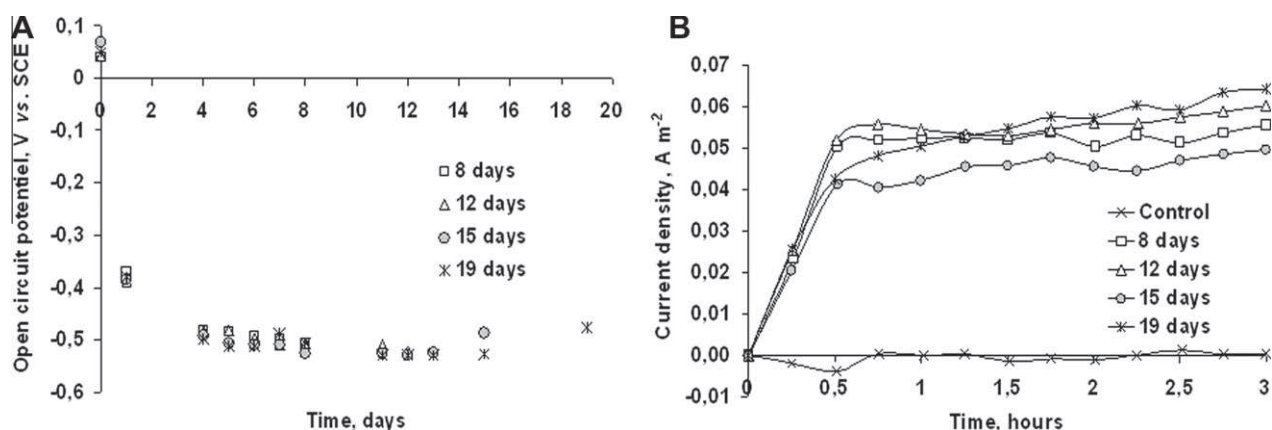 A
Open circuit potentiel, V vs. SCE
0,1
0
-0,1
-0,2
-0,3
-0,4
-0,5
-0,6
0 2 4 6 8 10 12 14 16 18 20
8 days
12 days
15 days
19 days
Time, days
B
Current density, A m-2
0,07
0,06
0,05
0,04
0,03
0,02
0,01
0,00
-0,01
0 0,5 1 1,5 2 2,5 3
Control
8 days
12 days
15 days
19 days
Time, hours